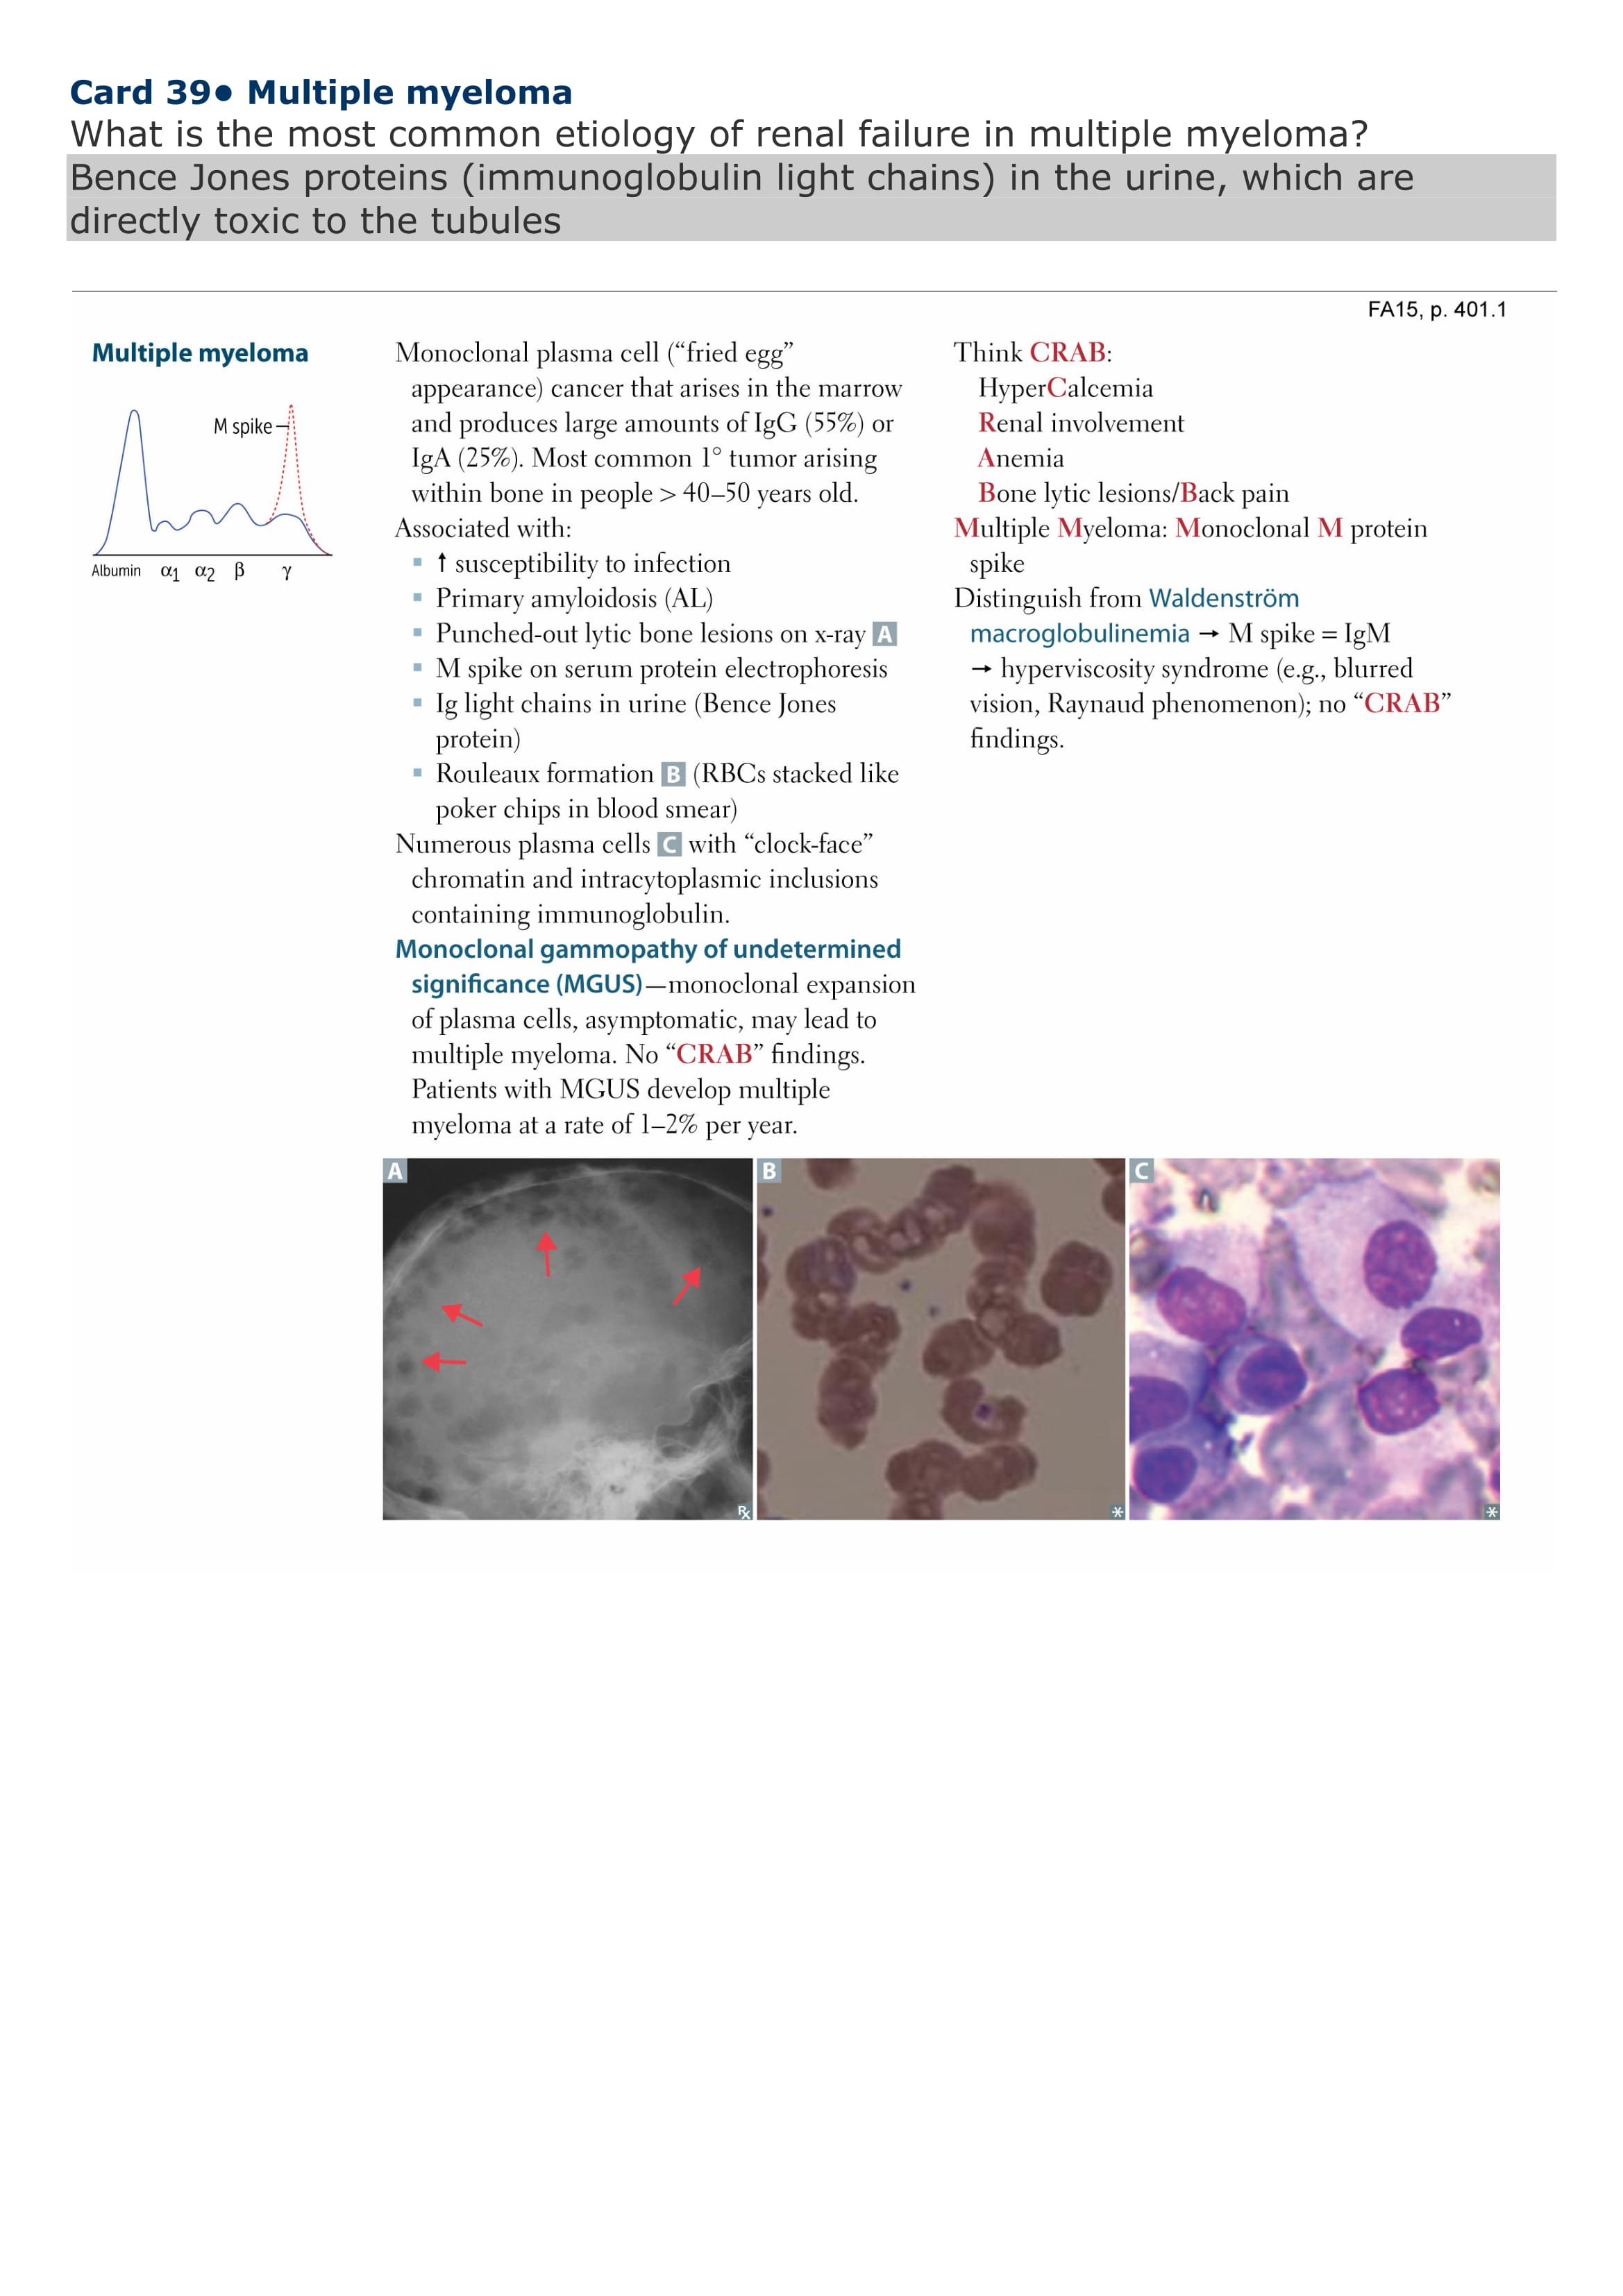 Card 39● Multiple myeloma
What is the most common etiology of renal failure in multiple myeloma?
Bence Jones proteins (immunoglobulin light chains) in the urine, which are
directly toxic to the tubules
FA15, p. 401.1
Multiple myeloma
M spike
Albumin α1 α2 β γ
Monoclonal plasma cell (“fried egg”
appearance) cancer that arises in the marrow
and produces large amounts of IgG (55%) or
IgA (25%). Most common 1° tumor arising
within bone in people > 40–50 years old.
Associated with:
▪ ↑ susceptibility to infection
▪ Primary amyloidosis (AL)
▪ Punched-out lytic bone lesions on x-ray A
▪ M spike on serum protein electrophoresis
▪ Ig light chains in urine (Bence Jones
protein)
▪ Rouleaux formation B (RBCs stacked like
poker chips in blood smear)
Numerous plasma cells C with “clock-face”
chromatin and intracytoplasmic inclusions
containing immunoglobulin.
Monoclonal gammopathy of undetermined
significance (MGUS)—monoclonal expansion
of plasma cells, asymptomatic, may lead to
multiple myeloma. No “CRAB” findings.
Patients with MGUS develop multiple
myeloma at a rate of 1–2% per year.
Think CRAB:
HyperCalcemia
Renal involvement
Anemia
Bone lytic lesions/Back pain
Multiple Myeloma: Monoclonal M protein
spike
Distinguish from Waldenström
macroglobulinemia → M spike = IgM
→ hyperviscosity syndrome (e.g., blurred
vision, Raynaud phenomenon); no “CRAB”
findings.
A
B
C
℞
*
*